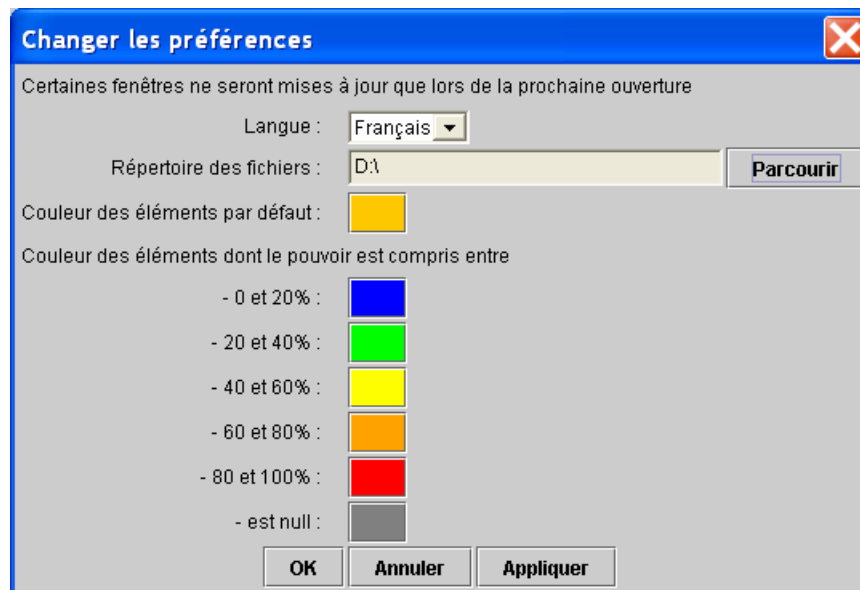 Changer les préférences
Certaines fenêtres ne seront mises à jour que lors de la prochaine ouverture
Langue : Français
Répertoire des fichiers : D:\ Parcourir
Couleur des éléments par défaut :
Couleur des éléments dont le pouvoir est compris entre
- 0 et 20% :
- 20 et 40% :
- 40 et 60% :
- 60 et 80% :
- 80 et 100% :
- est null :
OK Annuler Appliquer